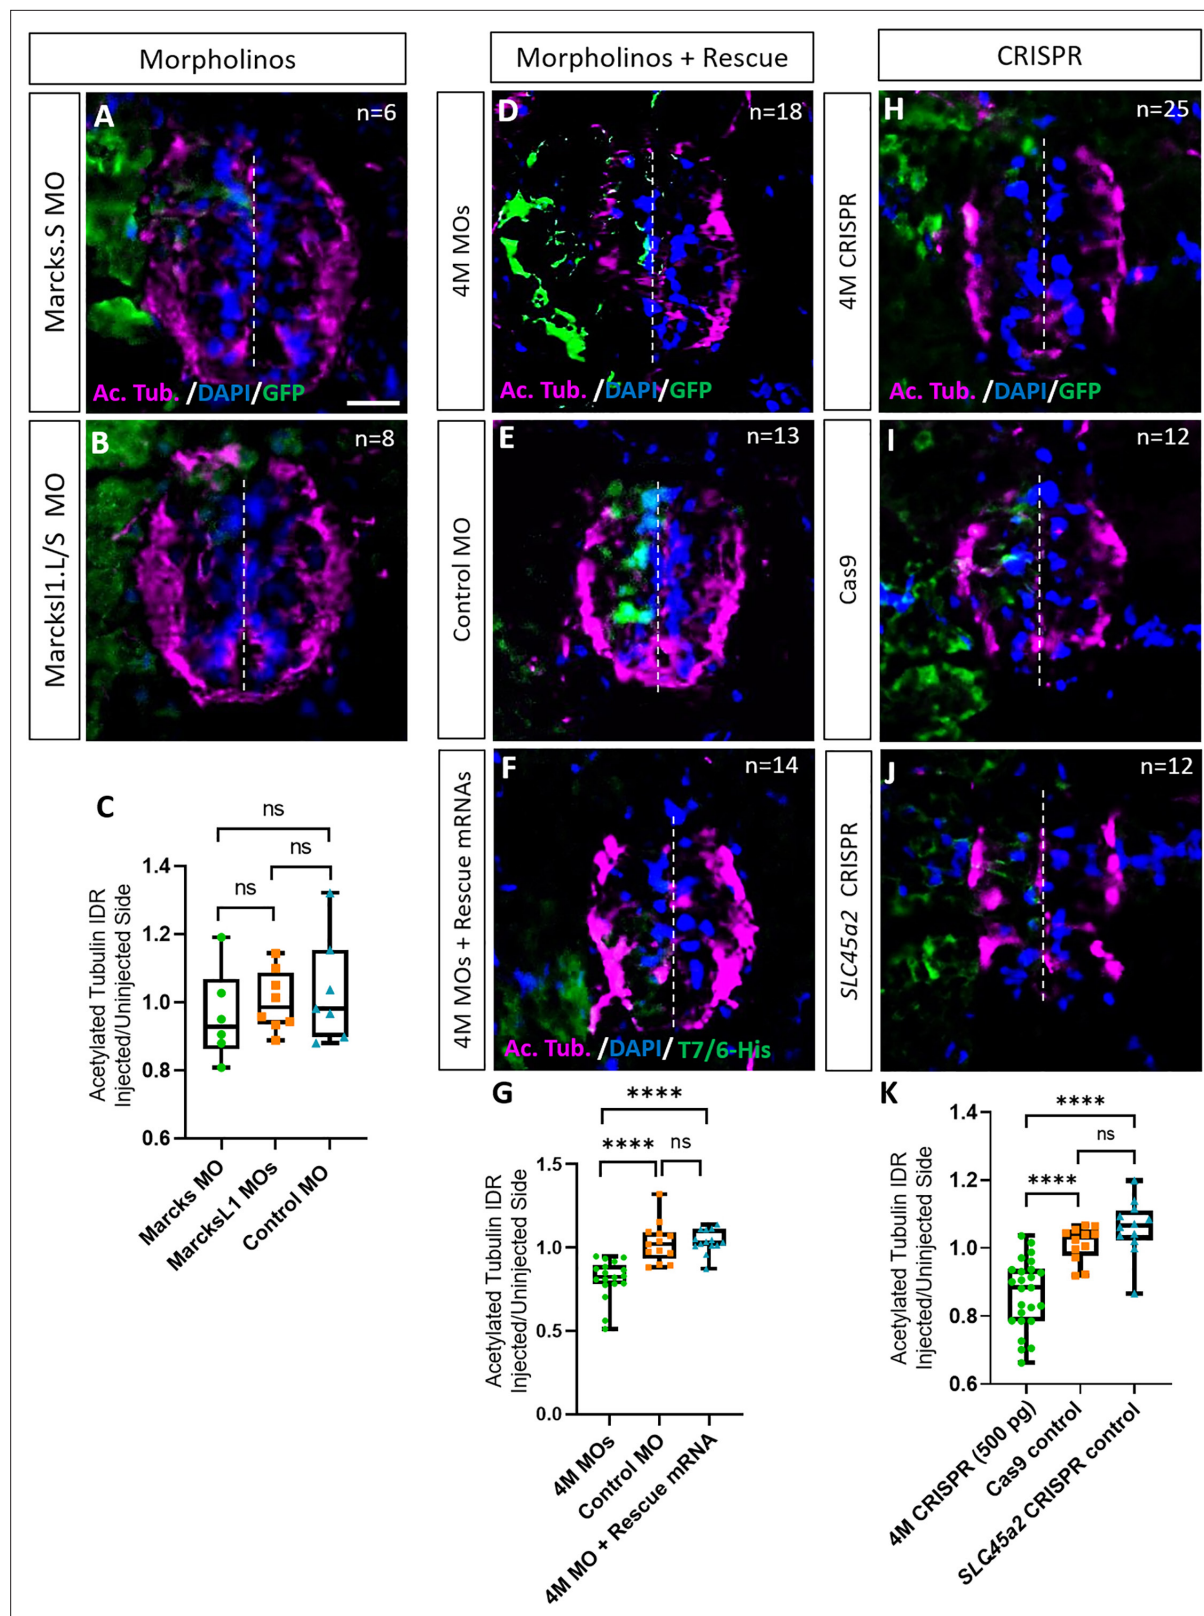 Morpholinos
Morpholinos + Rescue
CRISPR
Marcks.S MO
A
n=6
Ac. Tub. /DAPI/GFP
4M MOs
D
n=18
Ac. Tub. /DAPI/GFP
4M CRISPR
H
n=25
Ac. Tub. /DAPI/GFP
Marcksl1.L/S MO
B
n=8
Control MO
E
n=13
Cas9
I
n=12
4M MOs + Rescue mRNAs
F
n=14
Ac. Tub. /DAPI/ T7/6-His
SLC45a2 CRISPR
J
n=12
C
ns
ns
ns
Acetylated Tubulin IDR
Injected/Uninjected Side
1.4
1.2
1.0
0.8
0.6
Marcks MO
MarcksL1 MOs
Control MO
G
****
****
ns
Acetylated Tubulin IDR
Injected/Uninjected Side
1.5
1.0
0.5
0.0
4M MOs
Control MO
4M MO + Rescue mRNA
K
****
ns
****
Acetylated Tubulin IDR
Injected/Uninjected Side
1.4
1.2
1.0
0.8
0.6
4M CRISPR (500 pg)
Cas9 control
SLC45a2 CRISPR control